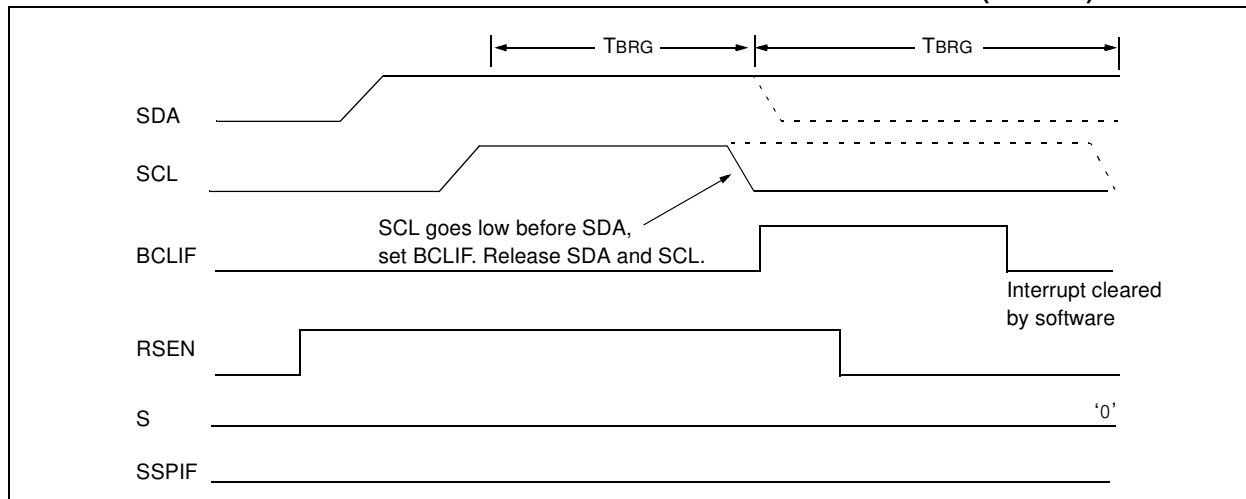 TBRG
TBRG
SDA
SCL
SCL goes low before SDA,
set BCLIF. Release SDA and SCL.
BCLIF
Interrupt cleared
by software
RSEN
S
‘0’
SSPIF